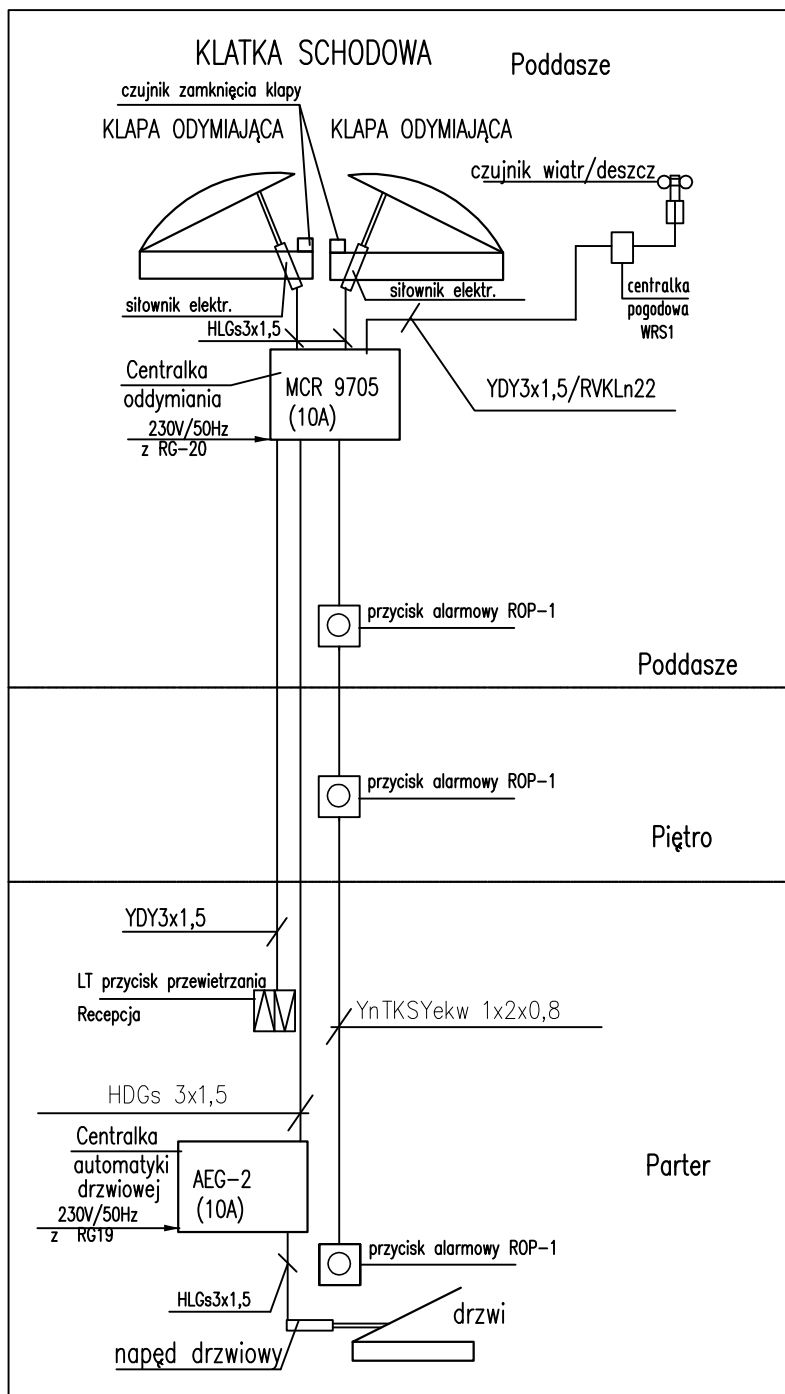 KLATKA SCHODOWA
Poddasze
czujnik zamknięcia klapy
KLAPA ODYMIAJĄCA
KLAPA ODYMIAJĄCA
czujnik wiatr/deszcz
siłownik elektr.
siłownik elektr.
centralka
pogodowa
WRS1
HLGs3x1,5
Centralka
oddymiania
MCR 9705
(10A)
YDY3x1,5/RVKLn22
230V/50Hz
z RG-20
przycisk alarmowy ROP-1
Poddasze
przycisk alarmowy ROP-1
Piętro
YDY3x1,5
LT przycisk przewietrzania
Recepcja
YnTKSYekw 1x2x0,8
HDGs 3x1,5
Centralka
automatyki
drzwiowej
AEG-2
(10A)
Parter
230V/50Hz
z RG19
przycisk alarmowy ROP-1
HLGs3x1,5
drzwi
napęd drzwiowy